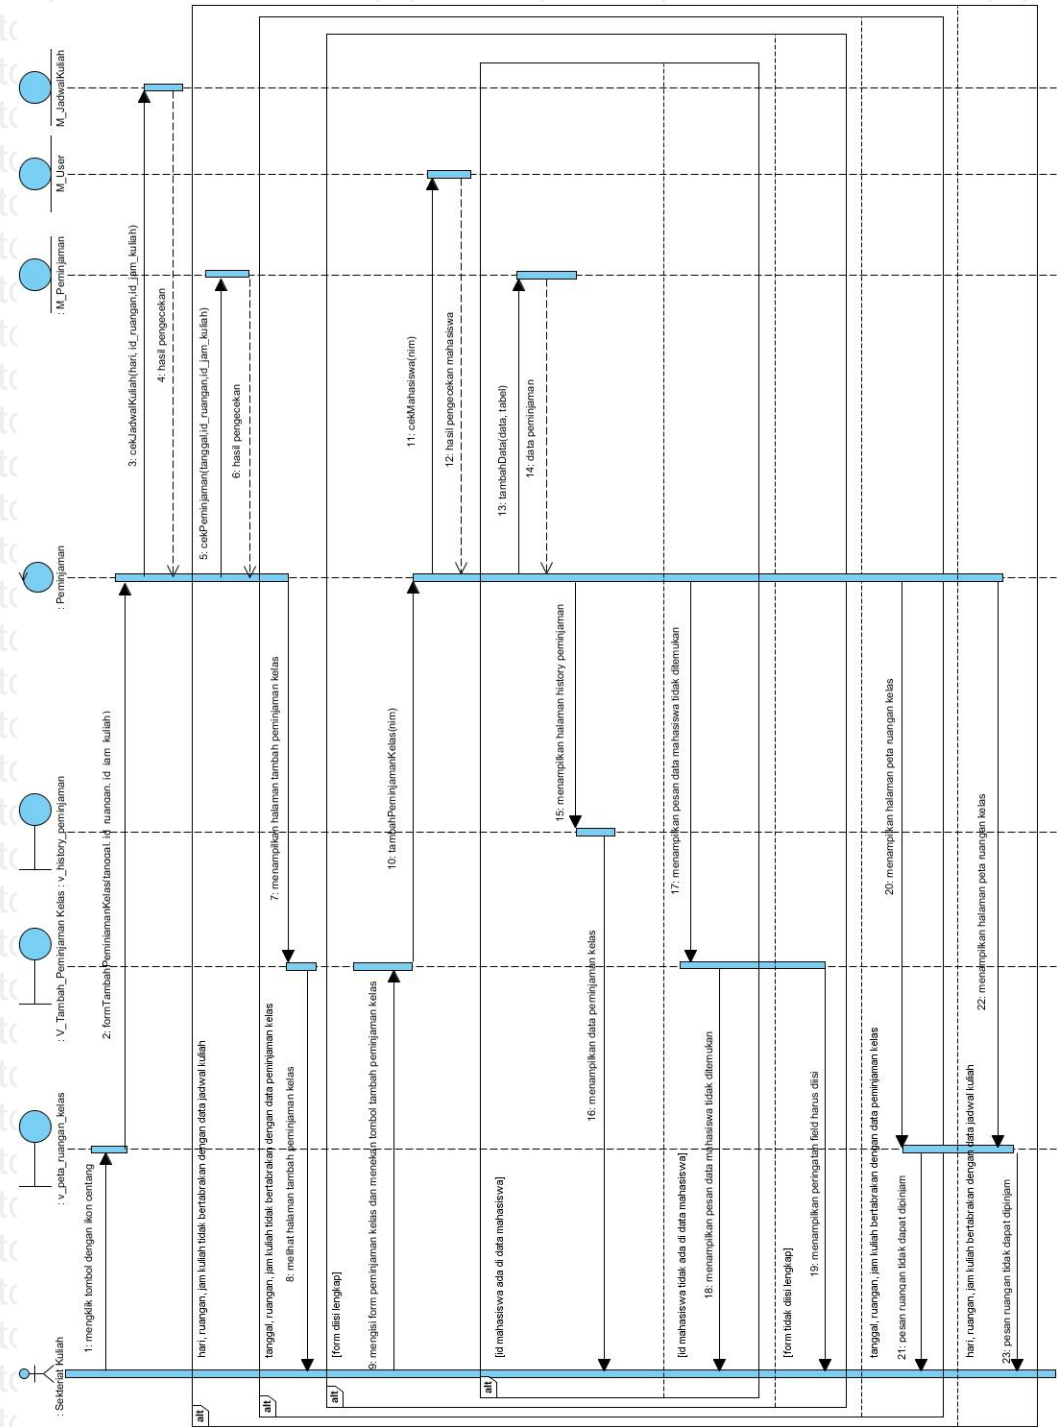 : Sekteriat Kuliah
: v_peta_ruangan_kelas
: V_Tambah_Peminjaman Kelas
: v_history_peminjaman
: Peminjaman
: M_Peminjaman
M_User
M_JadwalKuliah
1: mengklik tombol dengan ikon centang
2: formTambahPeminjamanKelas(tanggal, id_ruangan, id_jam_kuliah)
3: cekJadwalKuliah(hari, id_ruangan,id_jam_kuliah)
4: hasil pengecekan
alt
hari, ruangan, jam kuliah tidak bertabrakan dengan data jadwal kuliah
5: cekPeminjaman(tanggal,id_ruangan,id_jam_kuliah)
6: hasil pengecekan
alt
tanggal, ruangan, jam kuliah tidak bertabrakan dengan data peminjaman kelas
7: menampilkan halaman tambah peminjaman kelas
8: melihat halaman tambah peminjaman kelas
alt
[form diisi lengkap]
9: mengisi form peminjaman kelas dan menekan tombol tambah peminjaman kelas
10: tambahPeminjamanKelas(nim)
11: cekMahasiswa(nim)
12: hasil pengecekan mahasiswa
alt
[id mahasiswa ada di data mahasiswa]
13: tambahData(data, tabel)
14: data peminjaman
15: menampilkan halaman history peminjaman
16: menampilkan data peminjaman kelas
[id mahasiswa tidak ada di data mahasiswa]
17: menampilkan pesan data mahasiswa tidak ditemukan
18: menampilkan pesan data mahasiswa tidak ditemukan
[form tidak diisi lengkap]
19: menampilkan peringatan field harus diisi
tanggal, ruangan, jam kuliah bertabrakan dengan data peminjaman kelas
20: menampilkan halaman peta ruangan kelas
21: pesan ruangan tidak dapat dipinjam
hari, ruangan, jam kuliah bertabrakan dengan data jadwal kuliah
22: menampilkan halaman peta ruangan kelas
23: pesan ruangan tidak dapat dipinjam